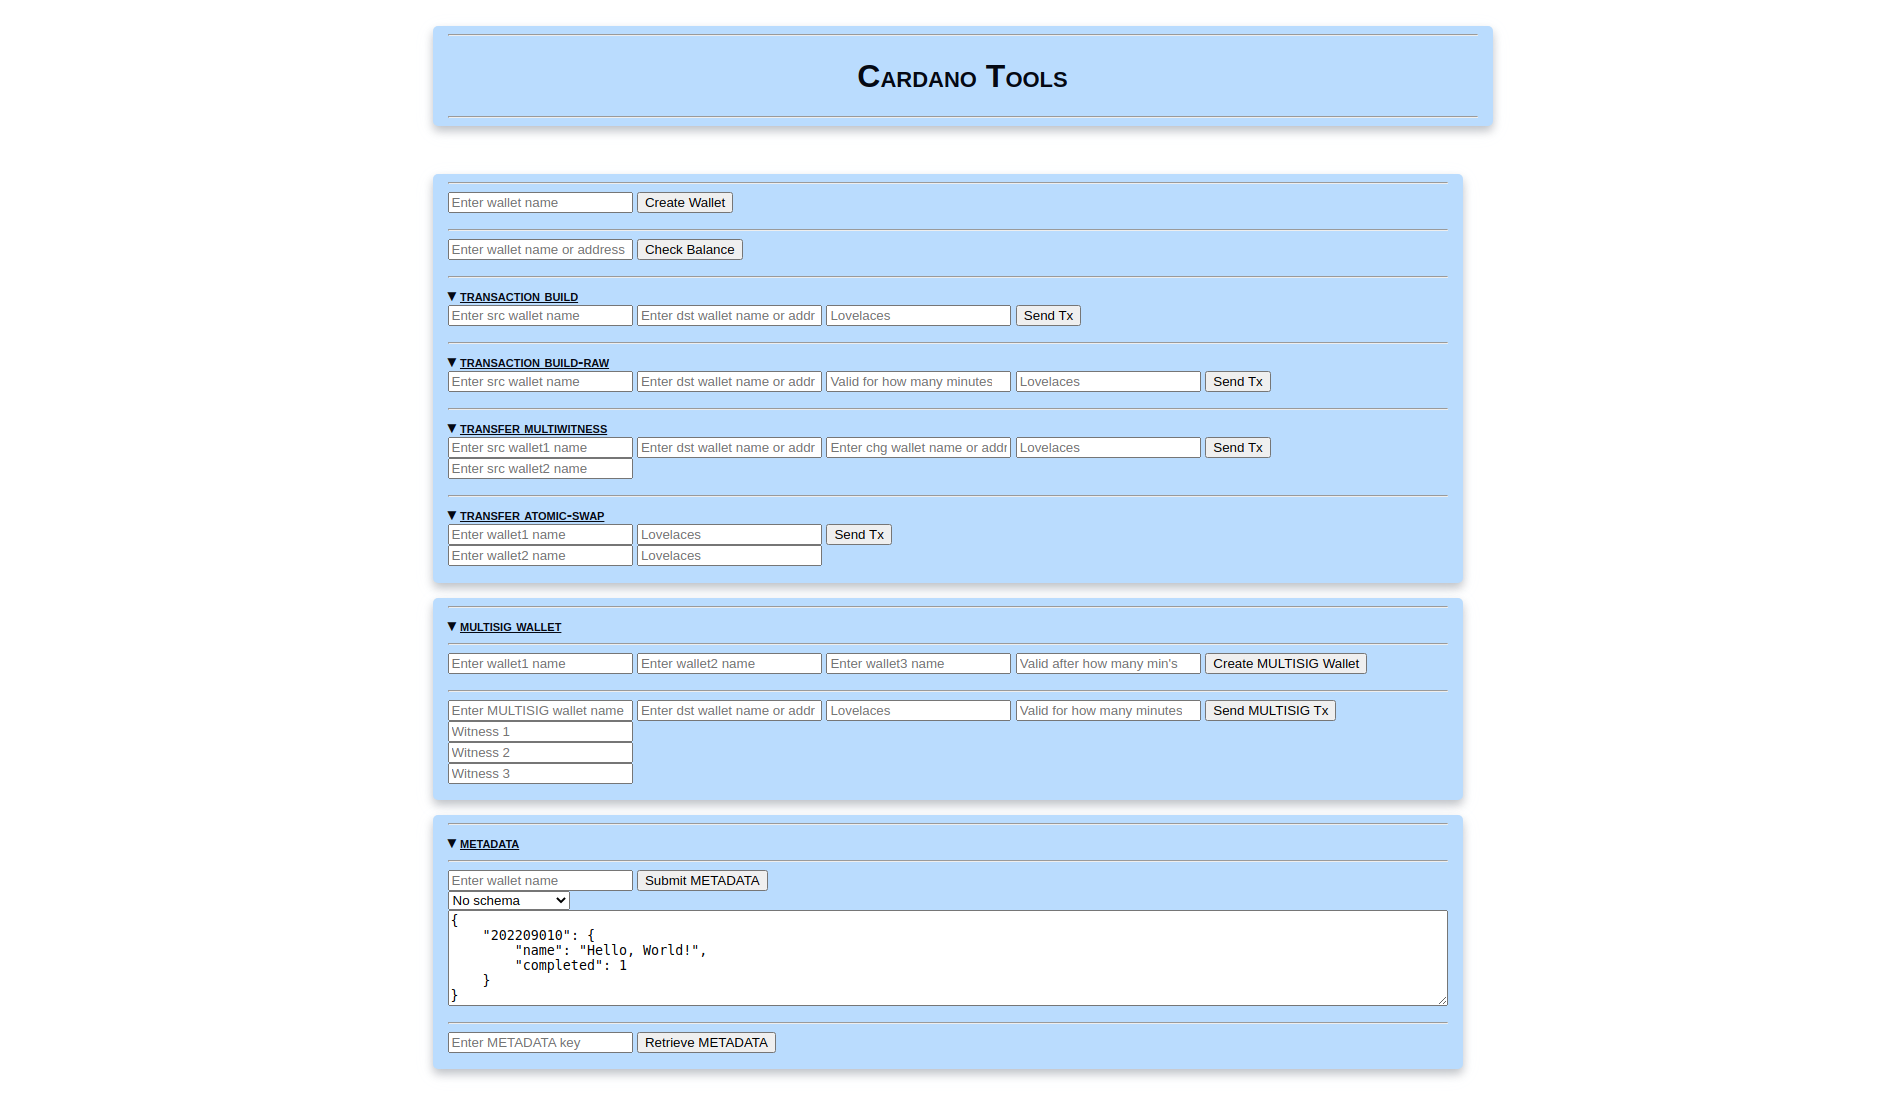 Cardano Tools
Enter wallet name Create Wallet
Enter wallet name or address Check Balance
▼ transaction build
Enter src wallet name Enter dst wallet name or addr Lovelaces Send Tx
▼ transaction build-raw
Enter src wallet name Enter dst wallet name or addr Valid for how many minutes Lovelaces Send Tx
▼ transfer multiwitness
Enter src wallet1 name Enter dst wallet name or addr Enter chg wallet name or addr Lovelaces Send Tx
Enter src wallet2 name
▼ transfer atomic-swap
Enter wallet1 name Lovelaces Send Tx
Enter wallet2 name Lovelaces
▼ multisig wallet
Enter wallet1 name Enter wallet2 name Enter wallet3 name Valid after how many min's Create MULTISIG Wallet
Enter MULTISIG wallet name Enter dst wallet name or addr Lovelaces Valid for how many minutes Send MULTISIG Tx
Witness 1
Witness 2
Witness 3
▼ metadata
Enter wallet name Submit METADATA
No schema
{
    "202209010": {
        "name": "Hello, World!",
        "completed": 1
    }
}
Enter METADATA key Retrieve METADATA